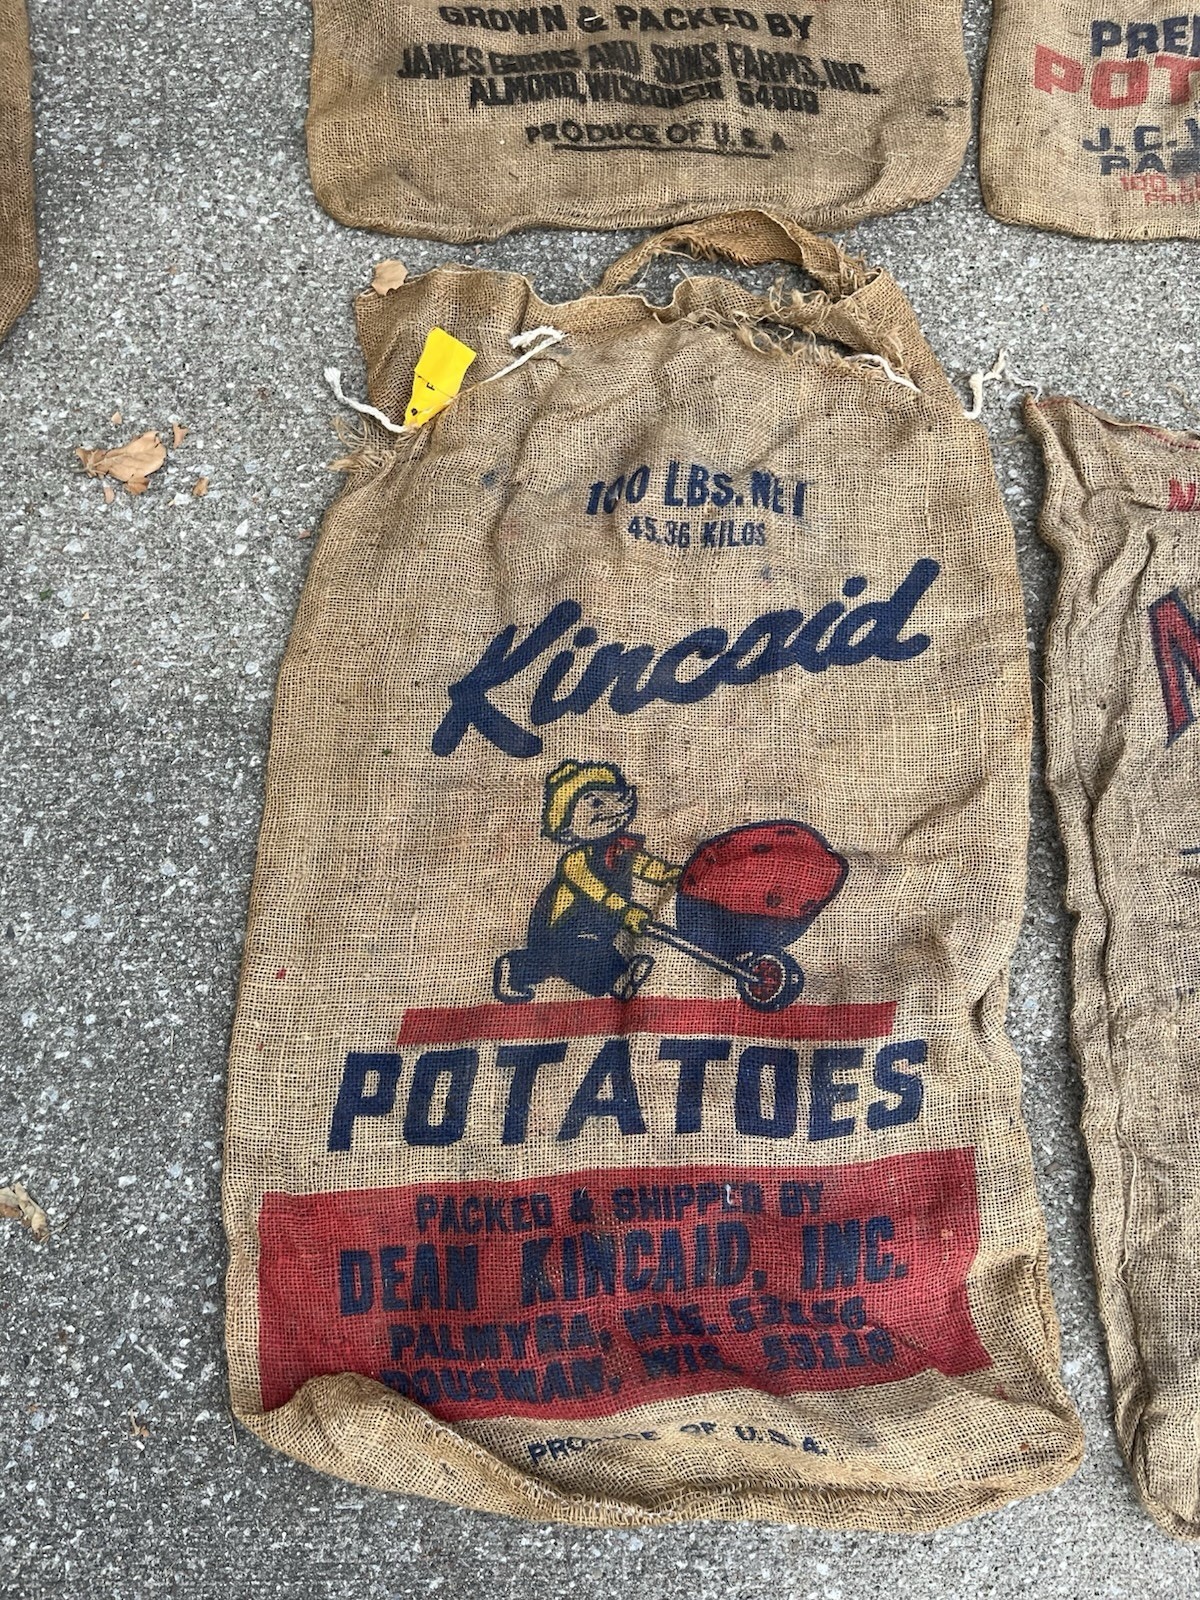 GROWN & PACKED BY
JAMES BURNS AND SONS FARMS, INC.
ALMOND, WISCONSIN 54909
PRODUCE OF U.S.A.
POT
J.C.
100 LBS. NET
45.36 KILOS
Kincaid
POTATOES
PACKED & SHIPPED BY
DEAN KINCAID, INC.
PALMYRA, WIS. 53156
DOUSMAN, WIS. 53118
PRODUCE OF U.S.A.